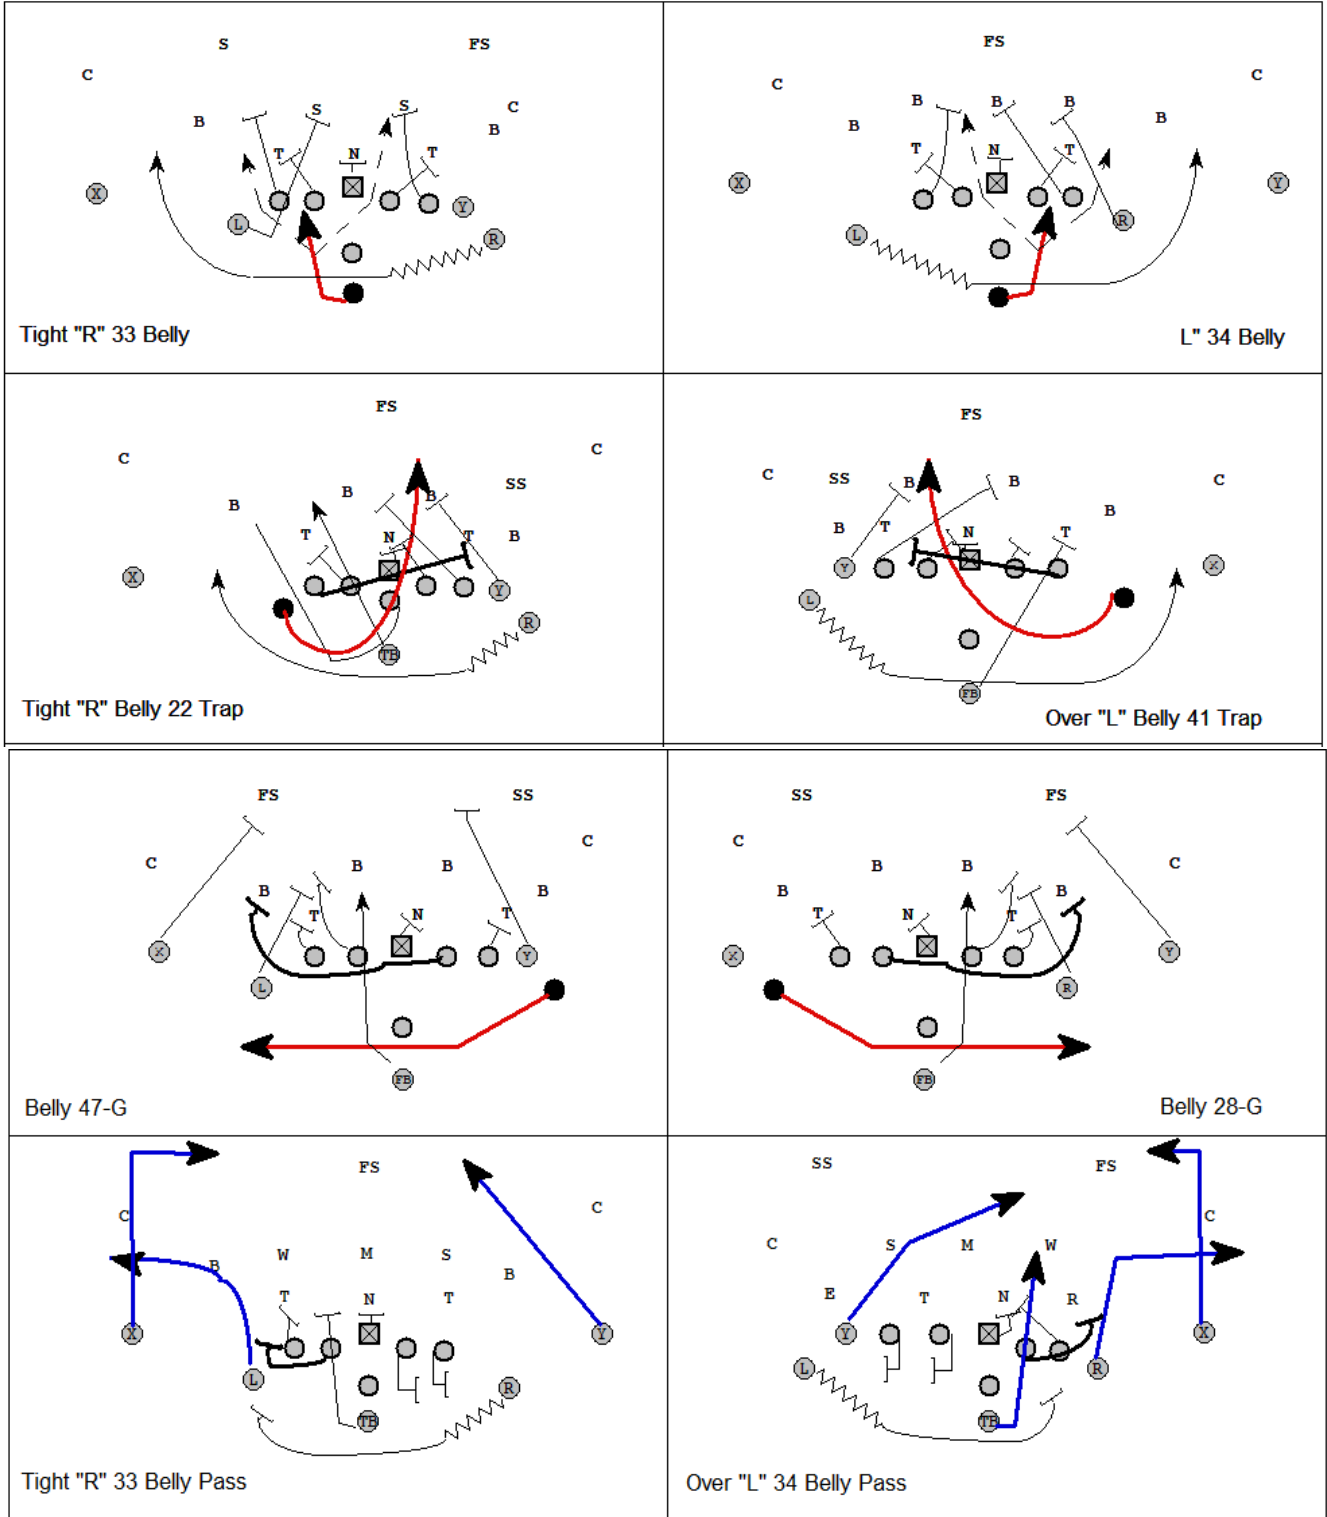 S FS
C
S S C
B B
T N T
X Y
L R
Tight "R" 33 Belly
FS
C C
B B B
B B
T N T
X Y
L R
L" 34 Belly
FS
C C
B B B SS
T N T B
X Y
R
TB
Tight "R" Belly 22 Trap
FS
C SS B B C
B T N T B
Y X
L
FB
Over "L" Belly 41 Trap
FS SS
C B B C
B B
T N T
X Y
L
FB
Belly 47-G
SS FS
C B B C
B B
T N T
X Y
R
FB
Belly 28-G
FS
C C
B W M S B
T N T
X Y
L R
TB
Tight "R" 33 Belly Pass
SS FS
C S M W C
E T N R
Y X
L R
TB
Over "L" 34 Belly Pass